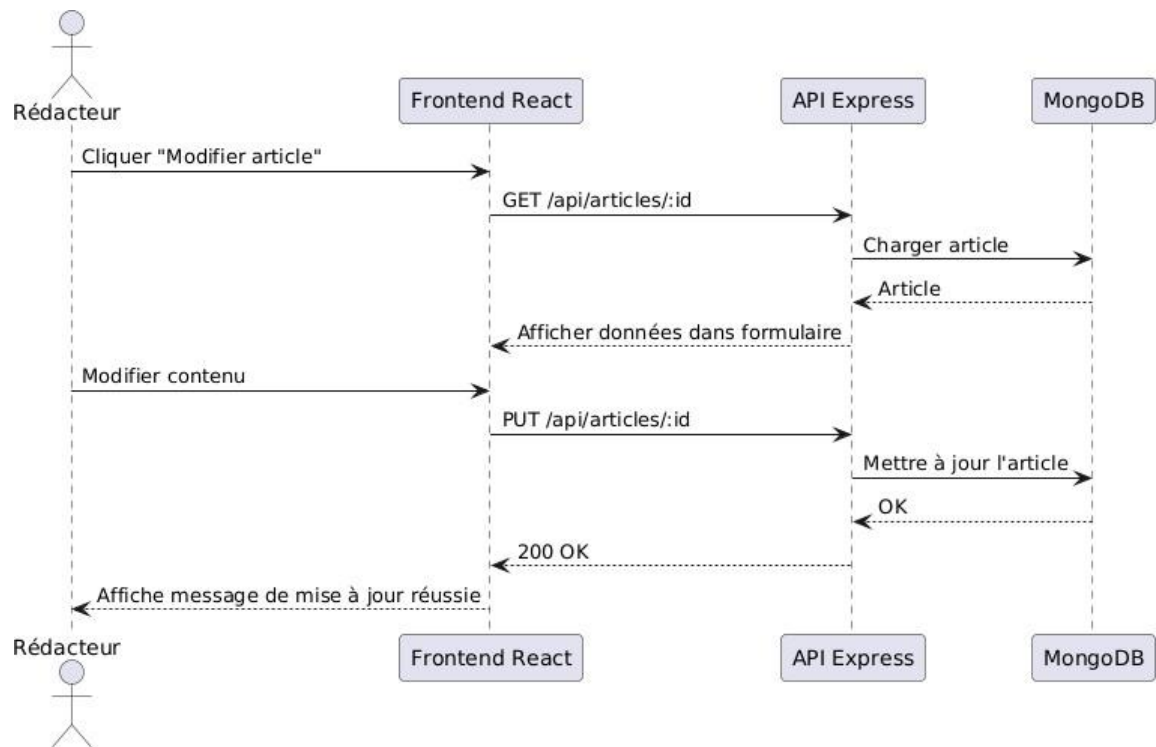 Rédacteur
Frontend React
API Express
MongoDB
Cliquer "Modifier article"
GET /api/articles/:id
Charger article
Article
Afficher données dans formulaire
Modifier contenu
PUT /api/articles/:id
Mettre à jour l'article
OK
200 OK
Affiche message de mise à jour réussie
Rédacteur
Frontend React
API Express
MongoDB